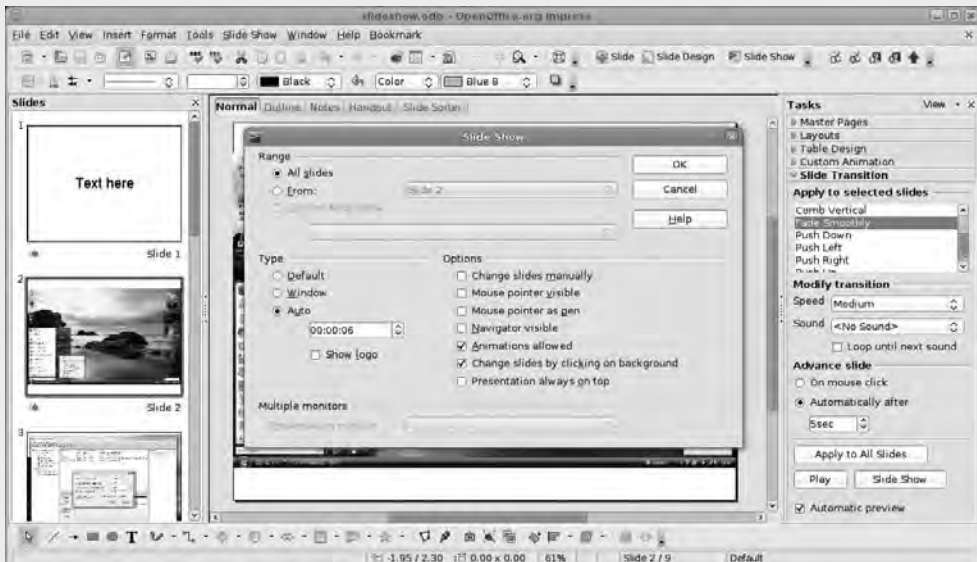 slideshow.odp - OpenOffice.org Impress
File Edit View Insert Format Tools Slide Show Window Help Bookmark
Slide Slide Design Slide Show
Black Color Blue 8
Slides
Normal Outline Notes Handout Slide Sorter
Tasks View
1
Text here
Slide 1
2
Slide 2
3
Slide Show
Range
All slides
From: Slide 2
OK
Cancel
Help
Type
Default
Window
Auto
00:00:06
Show logo
Options
Change slides manually
Mouse pointer visible
Mouse pointer as pen
Navigator visible
Animations allowed
Change slides by clicking on background
Presentation always on top
Multiple monitors
Master Pages
Layouts
Table Design
Custom Animation
Slide Transition
Apply to selected slides
Comb Vertical
Fade Smoothly
Push Down
Push Left
Push Right
Push Up
Modify transition
Speed Medium
Sound <No Sound>
Loop until next sound
Advance slide
On mouse click
Automatically after
5sec
Apply to All Slides
Play Slide Show
Automatic preview
-1.95 / 2.30 0.00 x 0.00 61% Slide 2 / 9 Default